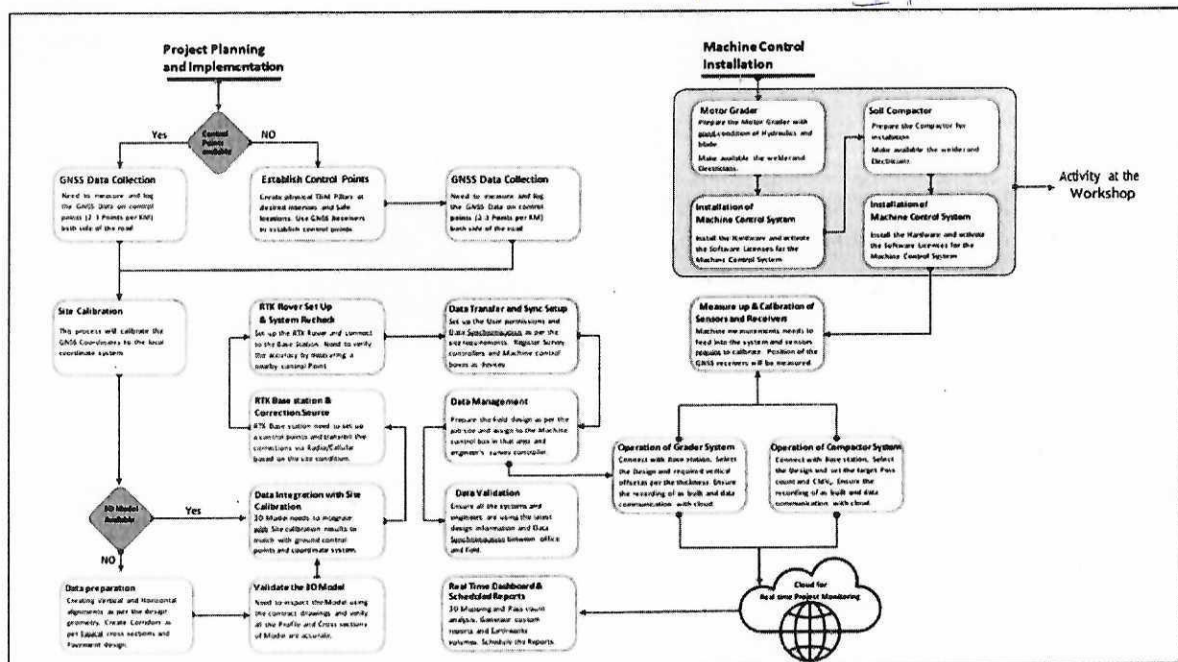 Project Planning
and Implementation
Control
Points
available
Yes
NO
GNSS Data Collection
Need to measure and log
the GNSS Data on control
points (2-3 Points per KM)
both side of the road
Establish Control Points
Create physical Pillars at
desired intervals and Safe
locations. Use GNSS Receivers
to establish control points
GNSS Data Collection
Need to measure and log
the GNSS Data on control
points (2-3 Points per KM)
both side of the road
Site Calibration
This process will calibrate the
GNSS Coordinates to the local
coordinate system
RTK Rover Set Up
& System Recheck
Set up the RTK Rover and connect
to the Base Station. Need to verify
the accuracy by measuring a
nearby control Point
Data Transfer and Sync Setup
Set up the User permissions and
Data Synchronization as per the
site requirements. Register Survey
controllers and Machine control
boxes as devices
RTK Base station &
Correction Source
RTK Base station need to set up
a control points and transmit the
corrections via Radio/Cellular
based on the site condition.
Data Management
Prepare the field design as per the
job site and assign to the Machine
control box in that area and
engineer's survey controller.
3D Model
Available
Yes
NO
Data Integration with Site
Calibration
3D Model needs to integrate
with Site calibration results to
match with ground control
points and coordinate system.
Data Validation
Ensure all the systems and
engineers are using the latest
design information and Data
Synchronization between office
and field.
Data preparation
Creating Vertical and Horizontal
alignments as per the design
geometry. Create Corridors as
per typical cross sections and
Pavement design.
Validate the 3D Model
Need to inspect the Model using
the contract drawings and verify
all the Profile and Cross sections
of Model are accurate.
Real Time Dashboard &
Scheduled Reports
3D Mapping and Pass count
analysis. Generate custom
reports and Earthworks
volumes. Schedule the Reports.
Machine Control
Installation
Motor Grader
Prepare the Motor Grader with
good condition of Hydraulics and
blade
Make available the welder and
Electricians.
Soil Compactor
Prepare the Compactor for
installation
Make available the welder and
Electricians.
Installation of
Machine Control System
Install the Hardware and activate
the Software Licenses for the
Machine Control System
Installation of
Machine Control System
Install the Hardware and activate
the Software Licenses for the
Machine Control System
Activity at the
Workshop
Measure up & Calibration of
Sensors and Receivers
Machine measurements needs to
feed into the system and sensors
require to calibrate. Position of the
GNSS receivers will be measured.
Operation of Grader System
Connect with Base station, Select
the Design and required vertical
offsets per the thickness. Ensure
the recording of as built and data
communication with cloud.
Operation of Compactor System
Connect with Base station, Select
the Design and set the target Pass
count and CMV, Ensure the
recording of as built and data
communication with cloud.
Cloud for
Real time Project Monitoring